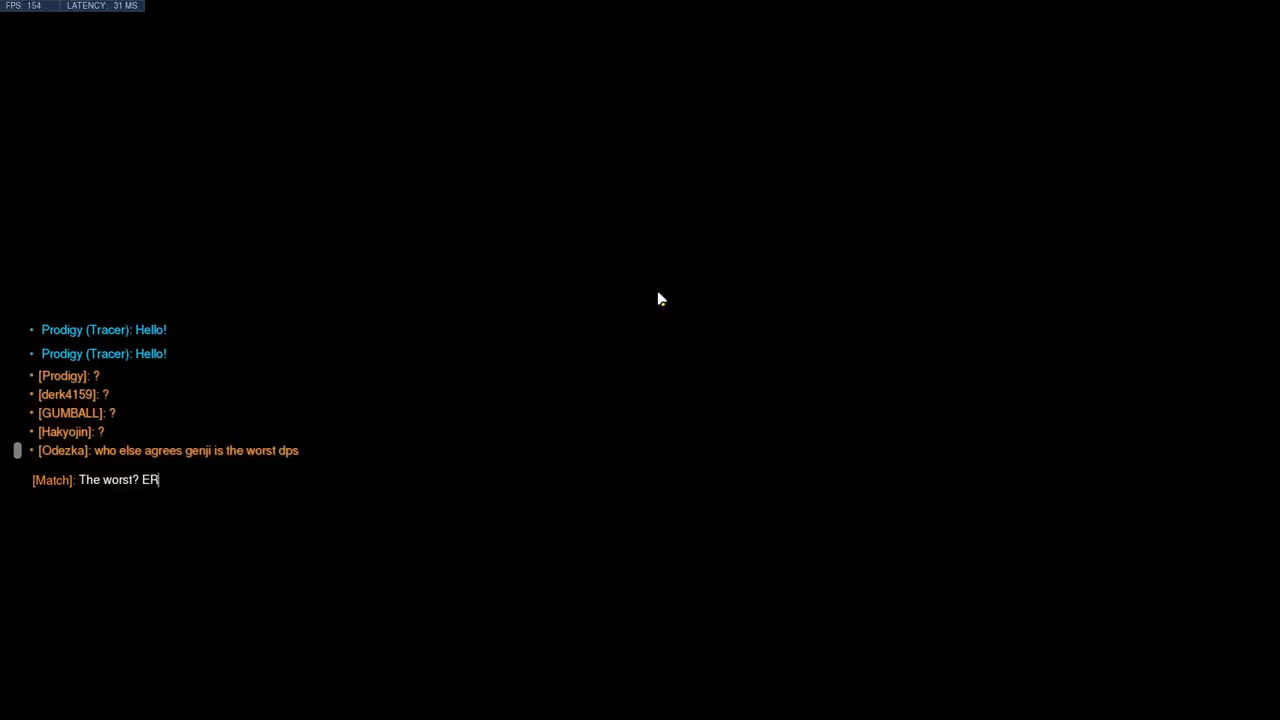 FPS: 154 LATENCY: 31 MS
• Prodigy (Tracer): Hello!
• Prodigy (Tracer): Hello!
• [Prodigy]: ?
• [derk4159]: ?
• [GUMBALL]: ?
• [Hakyojin]: ?
• [Odezka]: who else agrees genji is the worst dps
[Match]: The worst? ER